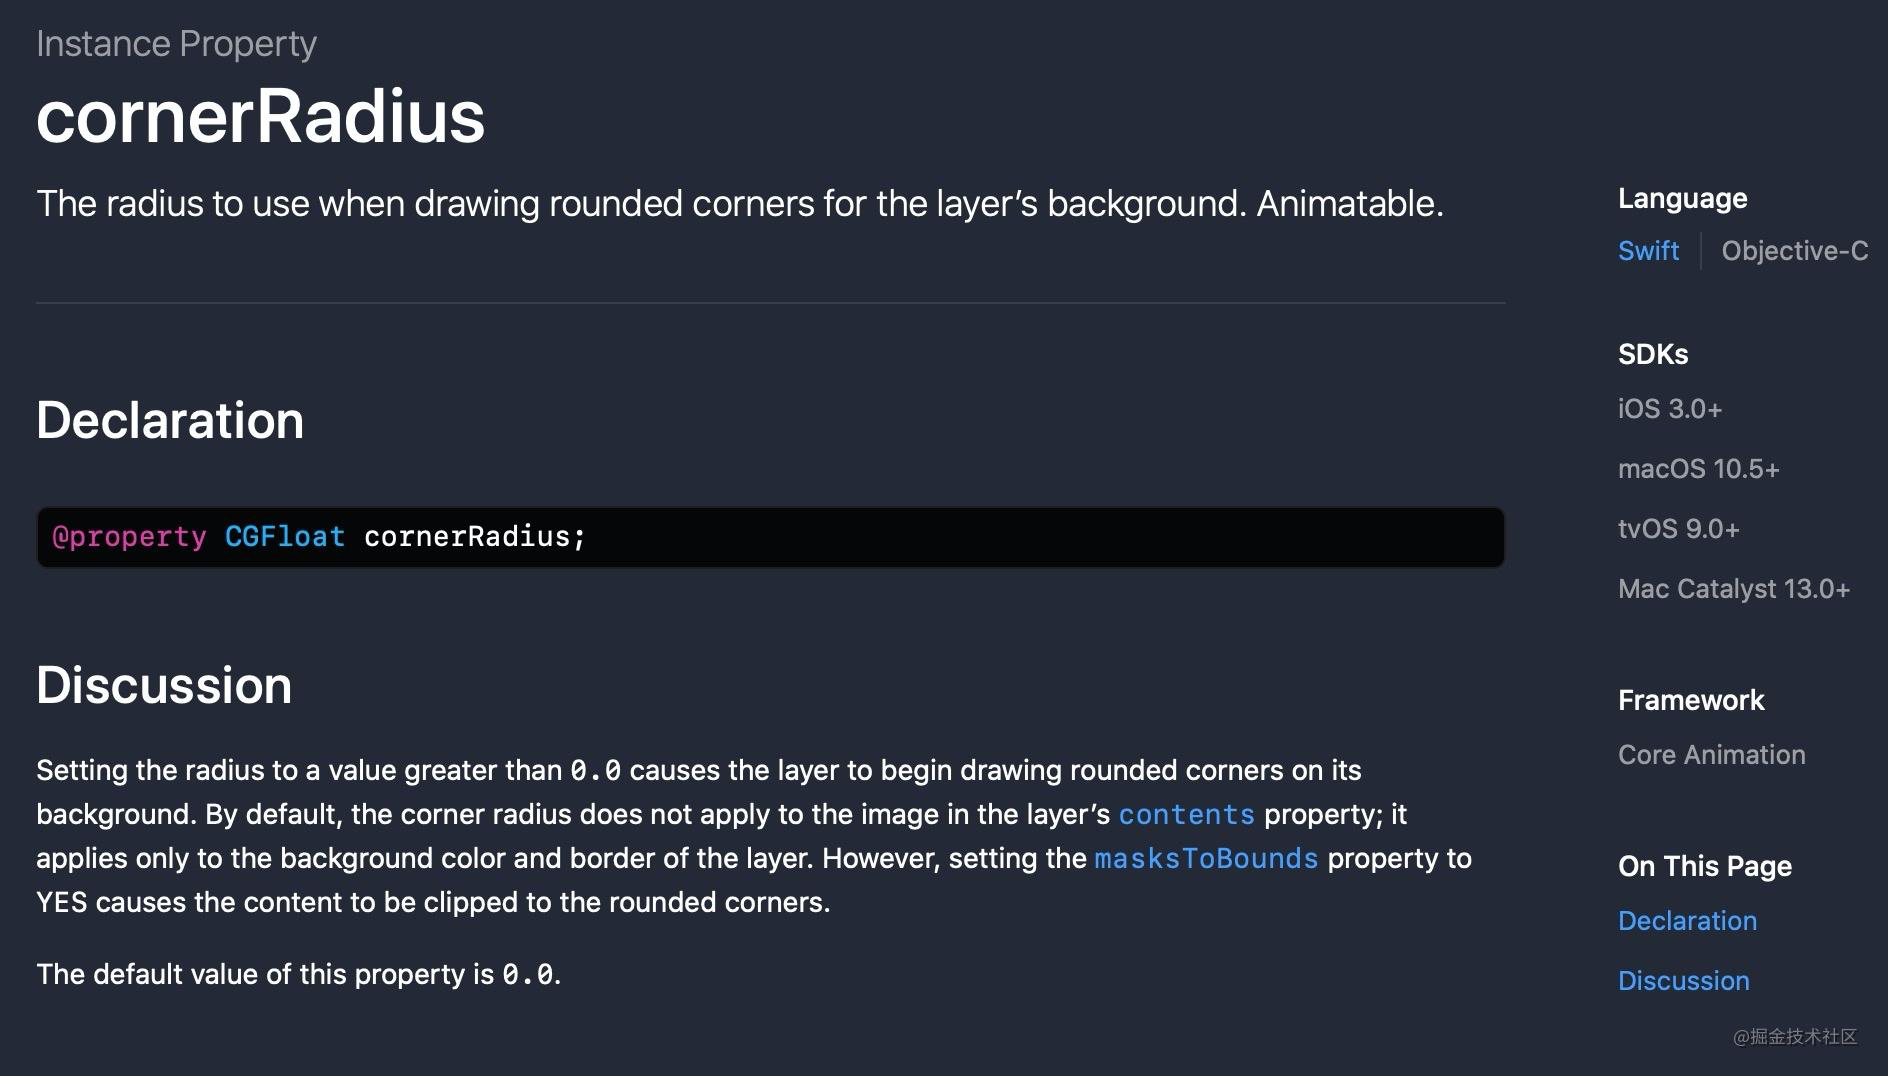 Instance Property
cornerRadius
The radius to use when drawing rounded corners for the layer’s background. Animatable.
Declaration
@property CGFloat cornerRadius;
Discussion
Setting the radius to a value greater than 0.0 causes the layer to begin drawing rounded corners on its
background. By default, the corner radius does not apply to the image in the layer’s contents property; it
applies only to the background color and border of the layer. However, setting the masksToBounds property to
YES causes the content to be clipped to the rounded corners.
The default value of this property is 0.0.
Language
Swift
Objective-C
SDKs
iOS 3.0+
macOS 10.5+
tvOS 9.0+
Mac Catalyst 13.0+
Framework
Core Animation
On This Page
Declaration
Discussion
@掘金技术社区